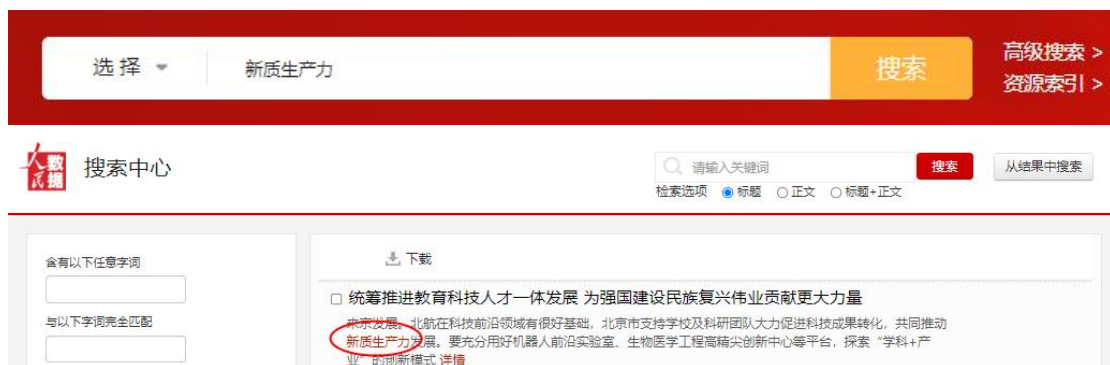 选择 新质生产力 搜索 高级搜索 >
资源索引 >
人民数据 搜索中心 请输入关键词 搜索 从结果中搜索
检索选项 标题 正文 标题+正文
含有以下任意字词
与以下字词完全匹配
下载
统筹推进教育科技人才一体发展 为强国建设民族复兴伟业贡献更大力量
来京发展。北航在科技前沿领域有很好基础，北京市支持学校及科研团队大力促进科技成果转化，共同推动
新质生产力发展。要充分用好机器人前沿实验室、生物医学工程高精尖创新中心等平台，探索“学科+产
业”的创新模式 详情